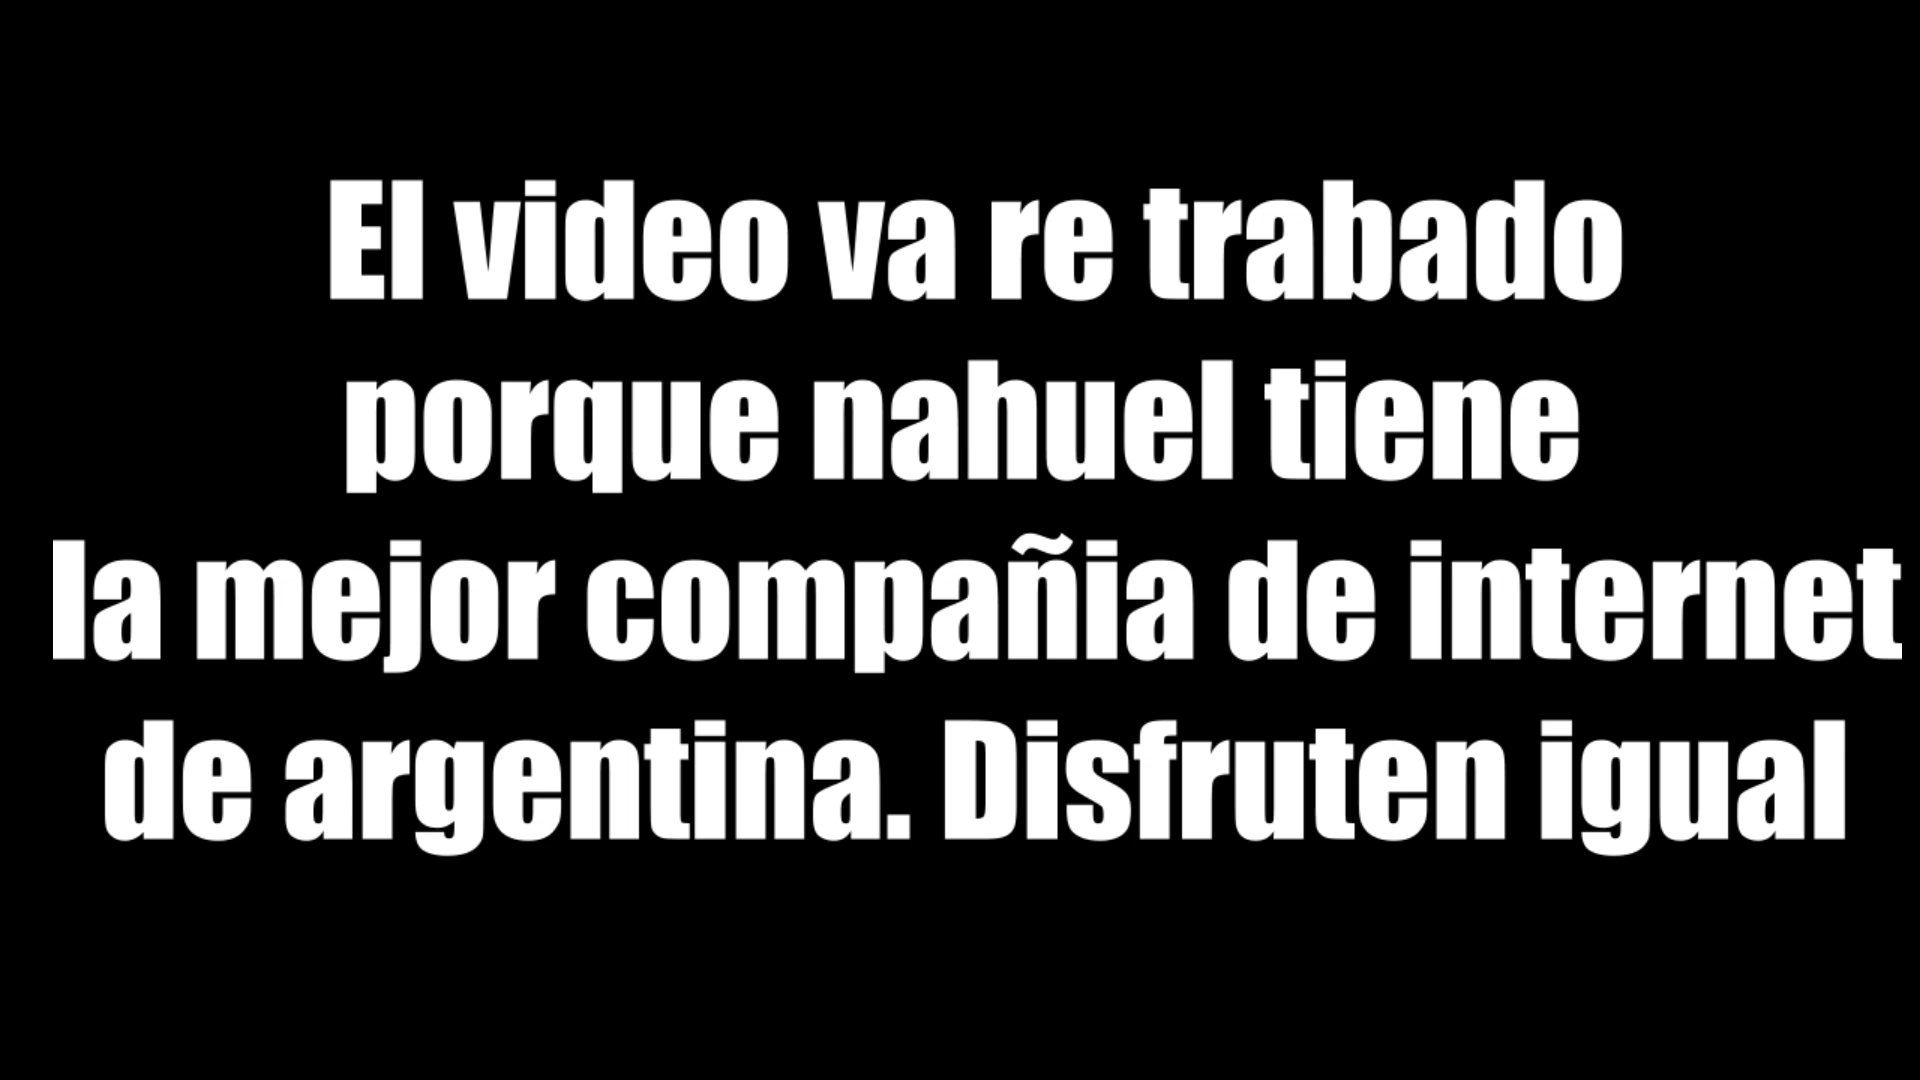 El video va re trabado
porque nahuel tiene
la mejor compañia de internet
de argentina. Disfruten igual